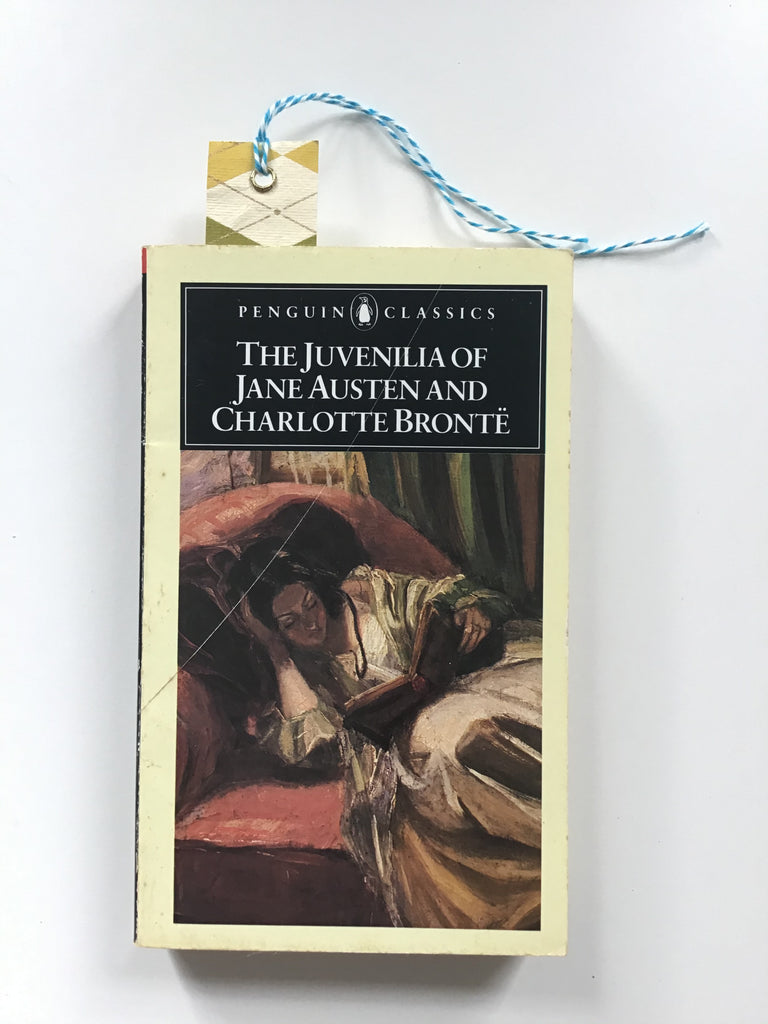 PENGUIN CLASSICS
THE JUVENILIA OF
JANE AUSTEN AND
CHARLOTTE BRONTË